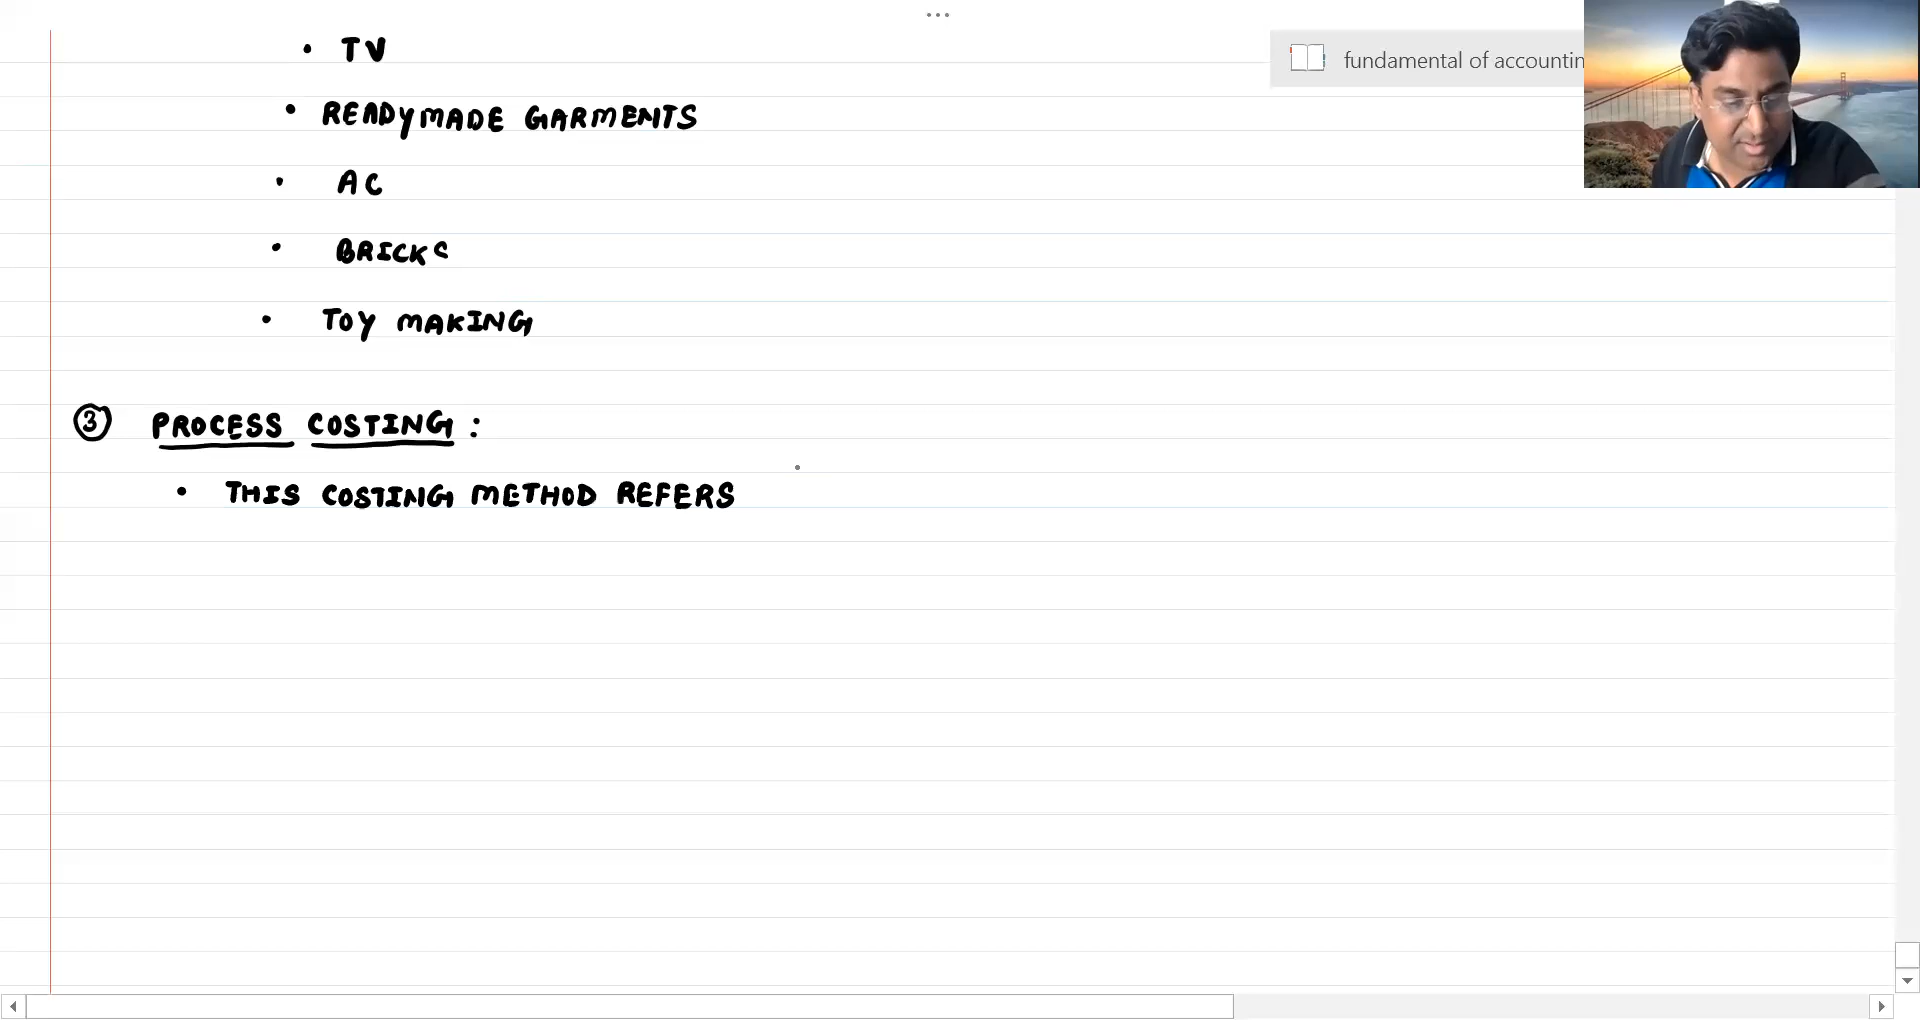 • TV
fundamental of accountin
• READYMADE GARMENTS
• AC
• BRICKS
• TOY MAKING
③ PROCESS COSTING :
• THIS COSTING METHOD REFERS